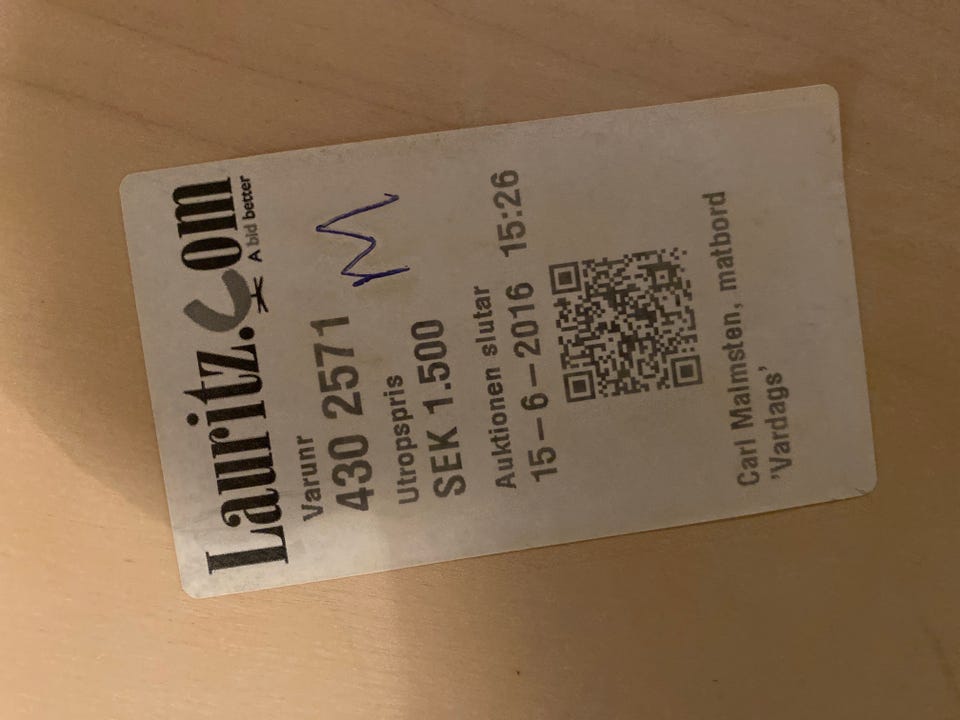 Lauritz.Com
A bid better
Varunr
430 2571
M
Utropspris
SEK 1.500
Auktionen slutar
15-6-2016 15:26
Carl Malmsten, matbord
'Vardags'